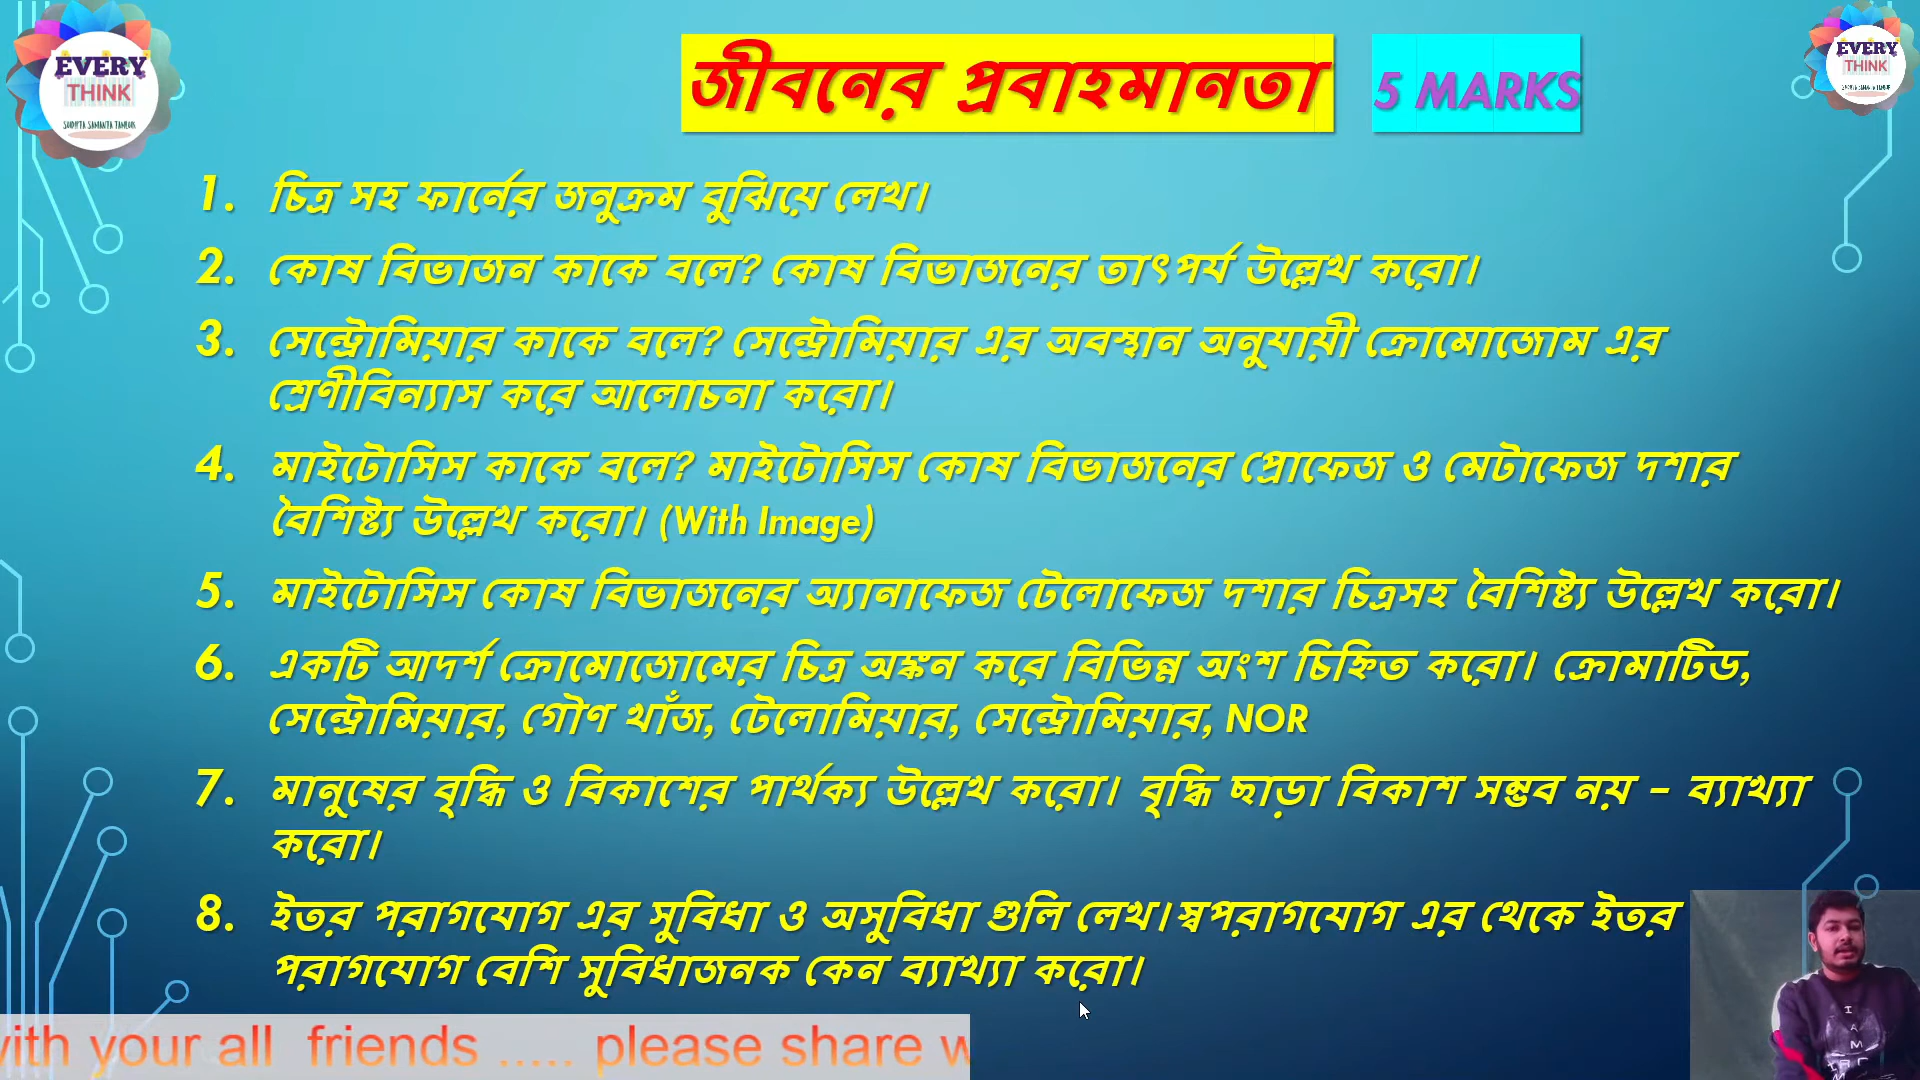 EVERY
THINK
SUDIPTA SAMANTA TAMLUK
জীবনের প্রবাহমানতা 5 MARKS
EVERY
THINK
1. চিত্র সহ ফার্নের জনুক্রম বুঝিয়ে লেখ।
2. কোষ বিভাজন কাকে বলে? কোষ বিভাজনের তাৎপর্য উল্লেখ করো।
3. সেন্ট্রোমিয়ার কাকে বলে? সেন্ট্রোমিয়ার এর অবস্থান অনুযায়ী ক্রোমোজোম এর
শ্রেণীবিন্যাস করে আলোচনা করো।
4. মাইটোসিস কাকে বলে? মাইটোসিস কোষ বিভাজনের প্রোফেজ ও মেটাফেজ দশার
বৈশিষ্ট্য উল্লেখ করো। (With Image)
5. মাইটোসিস কোষ বিভাজনের অ্যানাফেজ টেলোফেজ দশার চিত্রসহ বৈশিষ্ট্য উল্লেখ করো।
6. একটি আদর্শ ক্রোমোজোমের চিত্র অঙ্কন করে বিভিন্ন অংশ চিহ্নিত করো। ক্রোমাটিড,
সেন্ট্রোমিয়ার, গৌণ খাঁজ, টেলোমিয়ার, সেন্ট্রোমিয়ার, NOR
7. মানুষের বৃদ্ধি ও বিকাশের পার্থক্য উল্লেখ করো। বৃদ্ধি ছাড়া বিকাশ সম্ভব নয় – ব্যাখ্যা
করো।
8. ইতর পরাগযোগ এর সুবিধা ও অসুবিধা গুলি লেখ। স্বপরাগযোগ এর থেকে ইতর
পরাগযোগ বেশি সুবিধাজনক কেন ব্যাখ্যা করো।
with your all friends ..... please share w
I
A M